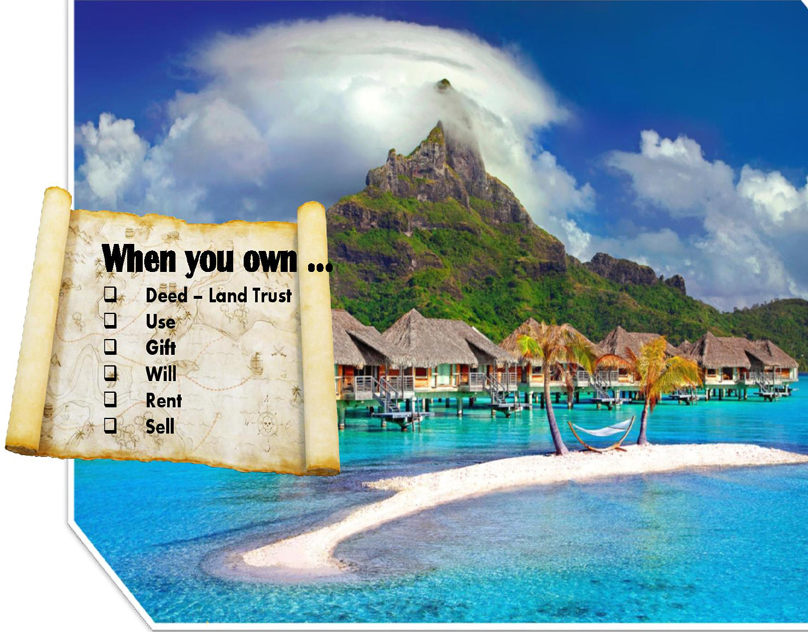 When you own ...
❑ Deed – Land Trust
❑ Use
❑ Gift
❑ Will
❑ Rent
❑ Sell